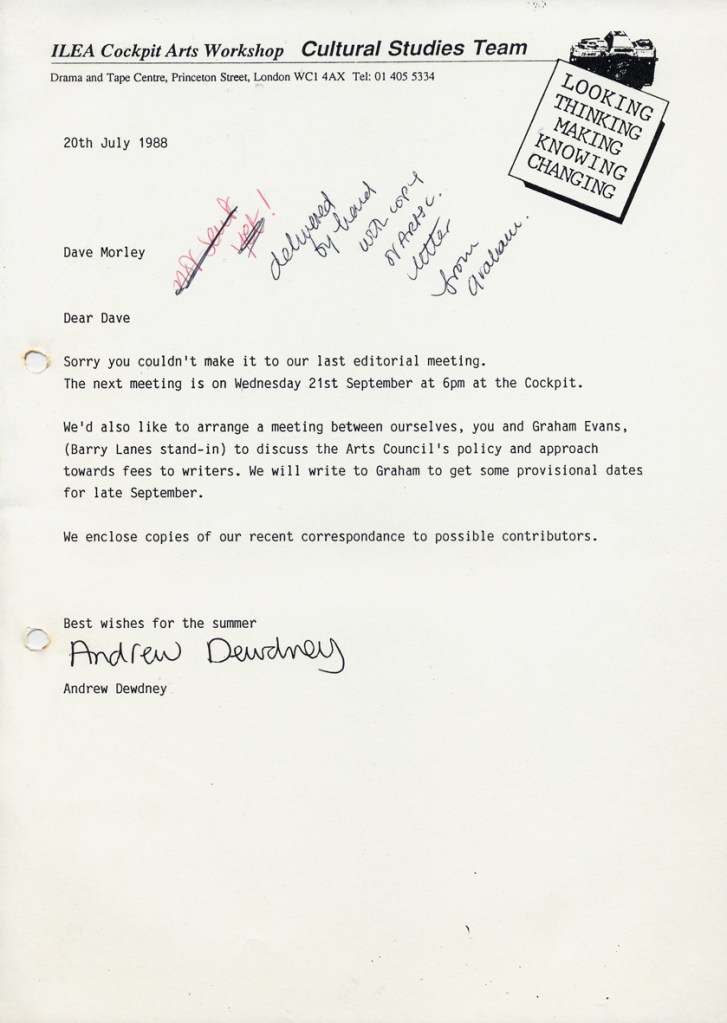 ILEA Cockpit Arts Workshop Cultural Studies Team
Drama and Tape Centre, Princeton Street, London WC1 4AX Tel: 01 405 5334
LOOKING
THINKING
MAKING
KNOWING
CHANGING
20th July 1988
not sent
yet!
delivered
by hand
with copy
of Arts C.
letter
from
Graham.
Dave Morley
Dear Dave
Sorry you couldn't make it to our last editorial meeting.
The next meeting is on Wednesday 21st September at 6pm at the Cockpit.
We'd also like to arrange a meeting between ourselves, you and Graham Evans,
(Barry Lanes stand-in) to discuss the Arts Council's policy and approach
towards fees to writers. We will write to Graham to get some provisional dates
for late September.
We enclose copies of our recent correspondance to possible contributors.
Best wishes for the summer
Andrew Dewdney
Andrew Dewdney